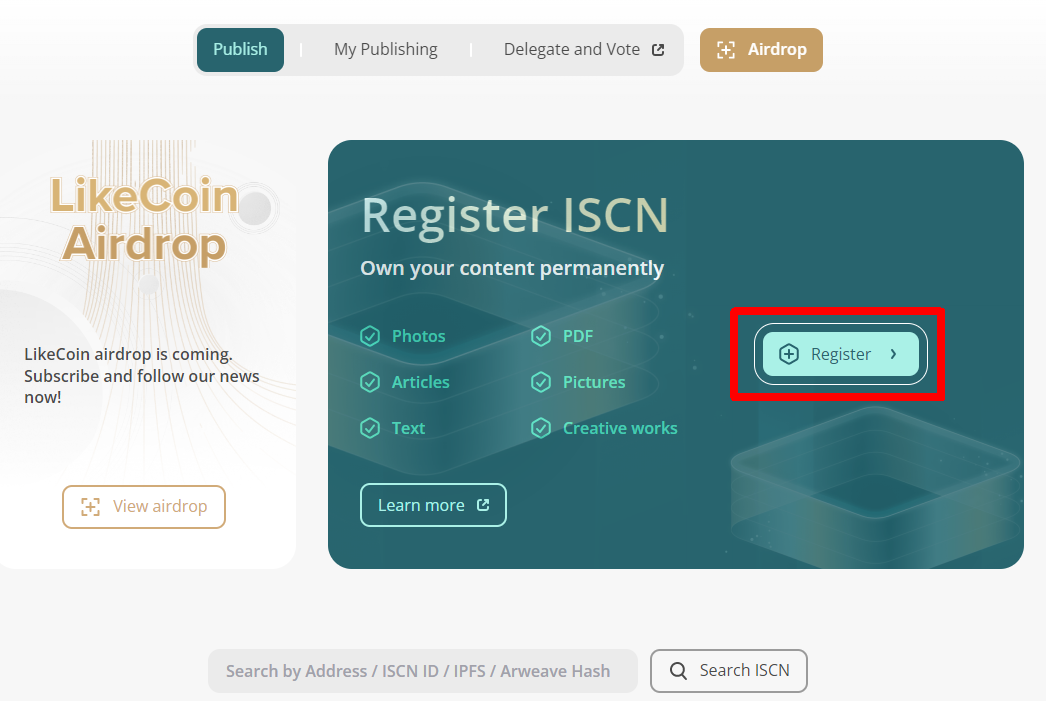 Publish
My Publishing
Delegate and Vote
Airdrop
LikeCoin
Airdrop
LikeCoin airdrop is coming.
Subscribe and follow our news
now!
View airdrop
Register ISCN
Own your content permanently
Photos
PDF
Articles
Pictures
Text
Creative works
Learn more
Register
Search by Address / ISCN ID / IPFS / Arweave Hash
Search ISCN